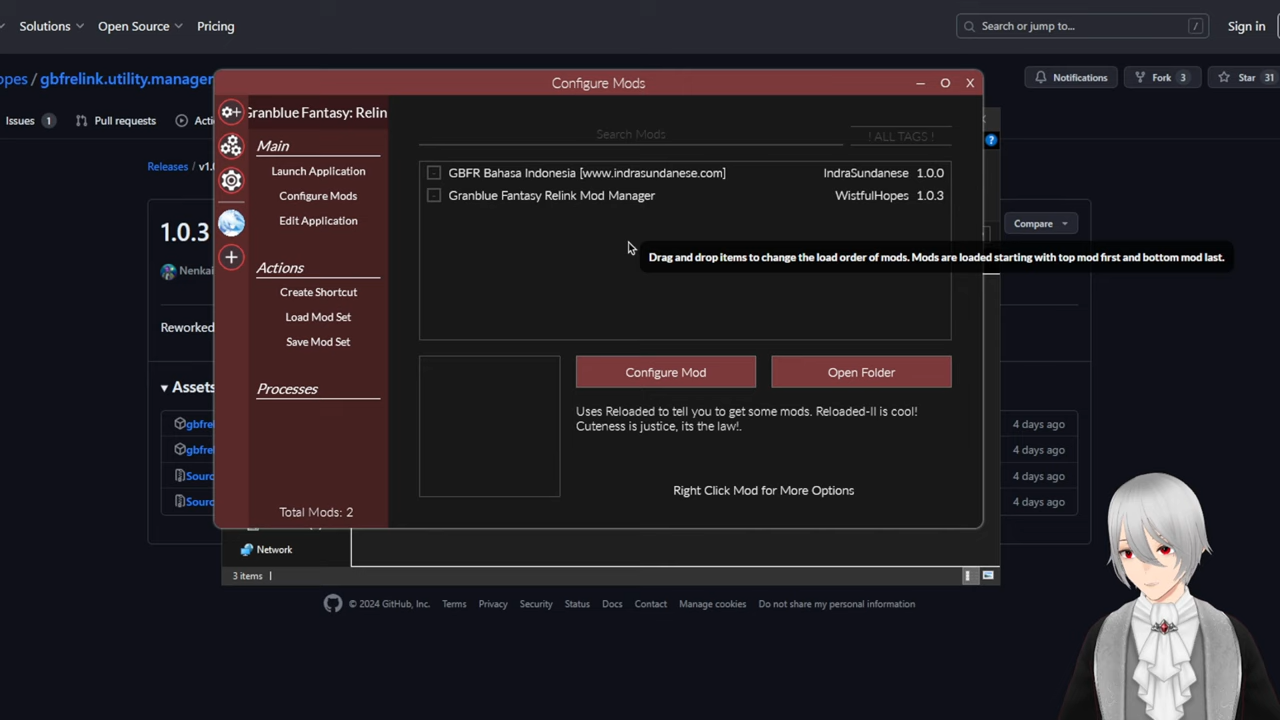 Solutions
Open Source
Pricing
Search or jump to...
/
Sign in
opes / gbfrelink.utility.manager
Notifications
Fork 3
Star 31
Issues 1
Pull requests
Releases / v1.0
1.0.3
Nenkai
Compare
Reworked
Assets
gbfre
gbfre
Sourc
Sourc
4 days ago
4 days ago
4 days ago
4 days ago
Configure Mods
Granblue Fantasy: Relin
Main
Launch Application
Configure Mods
Edit Application
Actions
Create Shortcut
Load Mod Set
Save Mod Set
Processes
Total Mods: 2
Search Mods
! ALL TAGS !
GBFR Bahasa Indonesia [www.indrasundanese.com] IndraSundanese 1.0.0
Granblue Fantasy Relink Mod Manager WistfulHopes 1.0.3
Drag and drop items to change the load order of mods. Mods are loaded starting with top mod first and bottom mod last.
Configure Mod
Open Folder
Uses Reloaded to tell you to get some mods. Reloaded-II is cool!
Cuteness is justice, its the law!.
Right Click Mod for More Options
Network
3 items
© 2024 GitHub, Inc. Terms Privacy Security Status Docs Contact Manage cookies Do not share my personal information